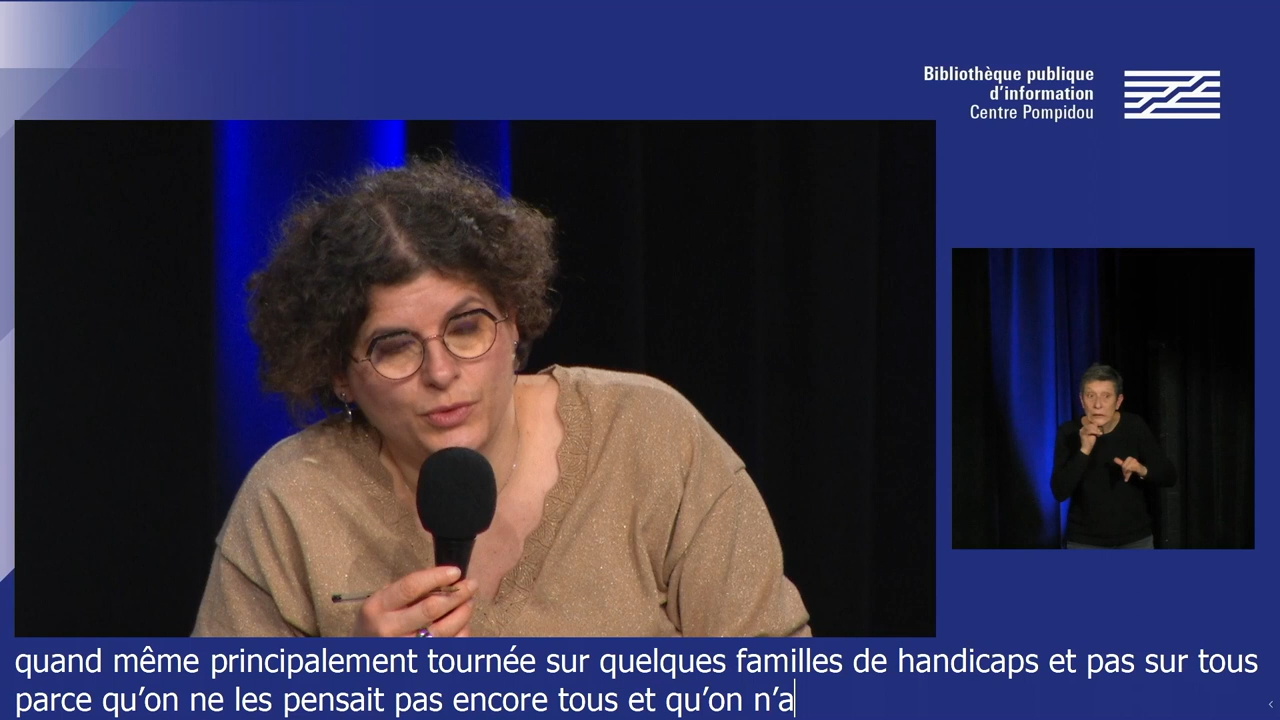 Bibliothèque publique
d’information
Centre Pompidou
quand même principalement tournée sur quelques familles de handicaps et pas sur tous
parce qu’on ne les pensait pas encore tous et qu’on n’a